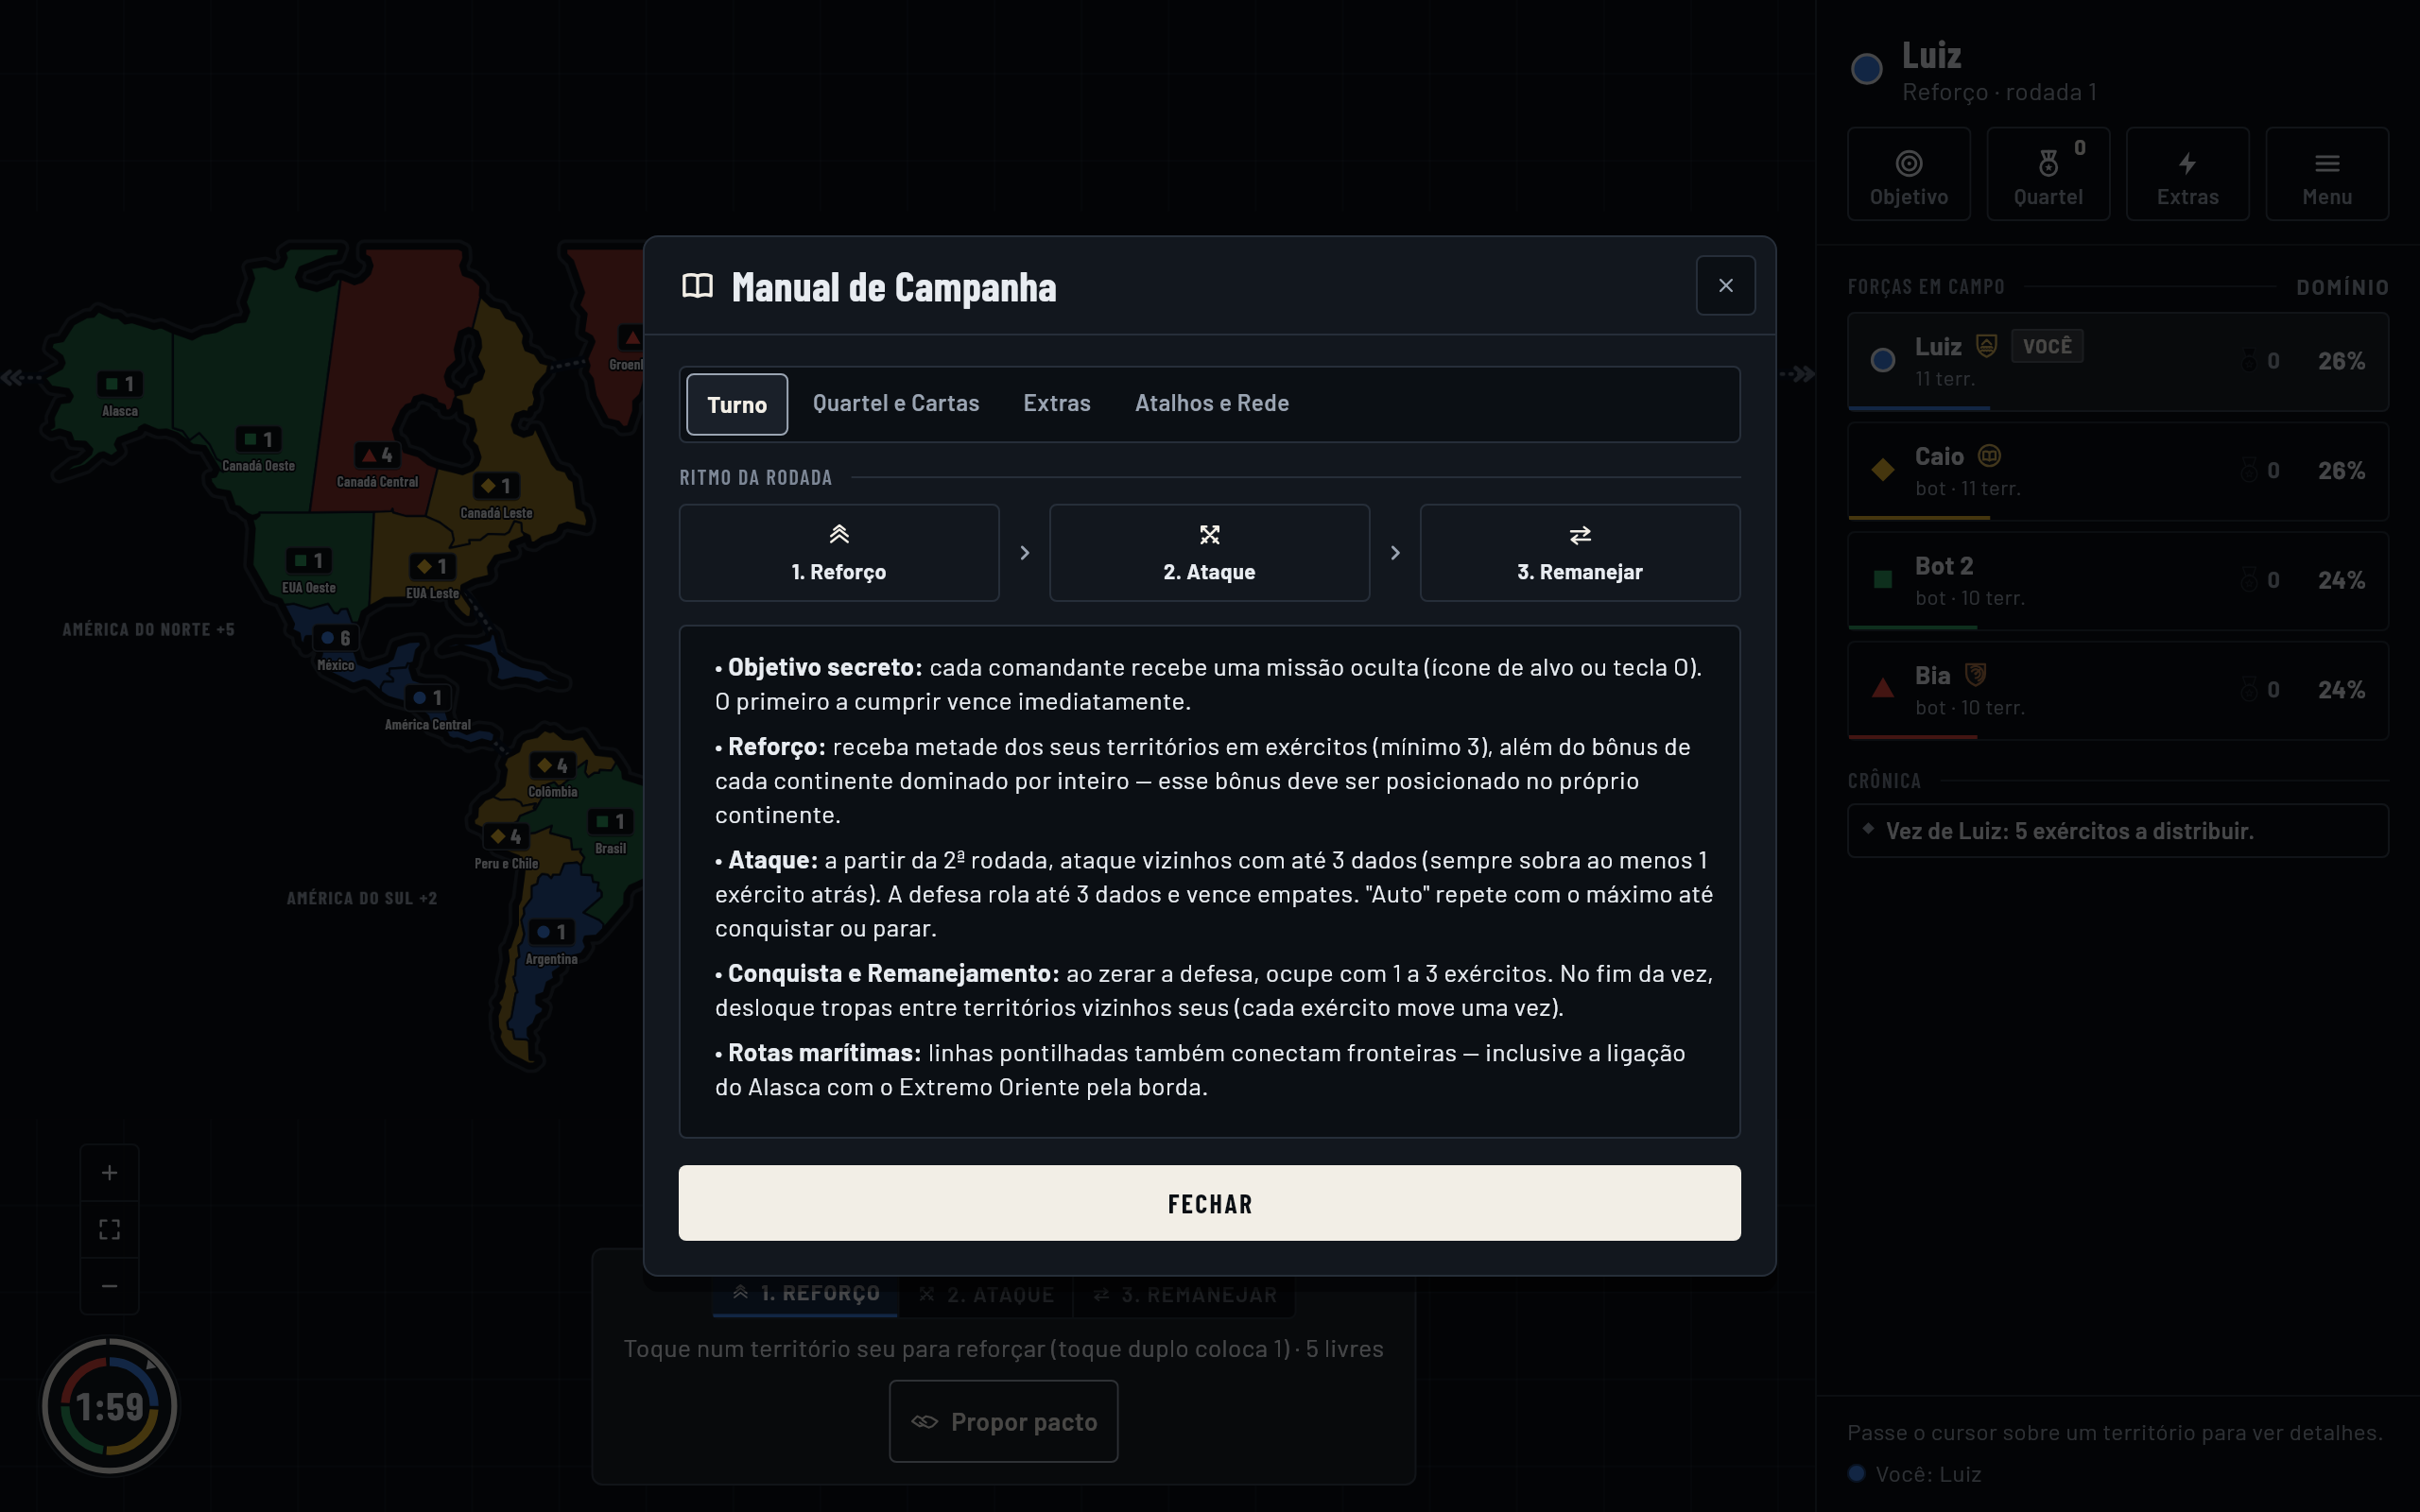 Manual de Campanha
Turno
Quartel e Cartas
Extras
Atalhos e Rede
RITMO DA RODADA
1. Reforço
2. Ataque
3. Remanejar
• Objetivo secreto: cada comandante recebe uma missão oculta (ícone de alvo ou tecla O).
O primeiro a cumprir vence imediatamente.
• Reforço: receba metade dos seus territórios em exércitos (mínimo 3), além do bônus de
cada continente dominado por inteiro — esse bônus deve ser posicionado no próprio
continente.
• Ataque: a partir da 2ª rodada, ataque vizinhos com até 3 dados (sempre sobra ao menos 1
exército atrás). A defesa rola até 3 dados e vence empates. "Auto" repete com o máximo até
conquistar ou parar.
• Conquista e Remanejamento: ao zerar a defesa, ocupe com 1 a 3 exércitos. No fim da vez,
desloque tropas entre territórios vizinhos seus (cada exército move uma vez).
• Rotas marítimas: linhas pontilhadas também conectam fronteiras — inclusive a ligação
do Alasca com o Extremo Oriente pela borda.
FECHAR
1
Alasca
1
Canadá Oeste
4
Canadá Central
1
Canadá Leste
1
EUA Oeste
1
EUA Leste
AMÉRICA DO NORTE +5
6
México
1
América Central
4
Colômbia
4
Peru e Chile
1
Brasil
AMÉRICA DO SUL +2
1
Argentina
1:59
1. REFORÇO
2. ATAQUE
3. REMANEJAR
Toque num território seu para reforçar (toque duplo coloca 1) · 5 livres
Propor pacto
Luiz
Reforço · rodada 1
Objetivo
0
Quartel
Extras
Menu
FORÇAS EM CAMPO
DOMÍNIO
Luiz
VOCÊ
11 terr.
0
26%
Caio
bot · 11 terr.
0
26%
Bot 2
bot · 10 terr.
0
24%
Bia
bot · 10 terr.
0
24%
CRÔNICA
Vez de Luiz: 5 exércitos a distribuir.
Passe o cursor sobre um território para ver detalhes.
Você: Luiz